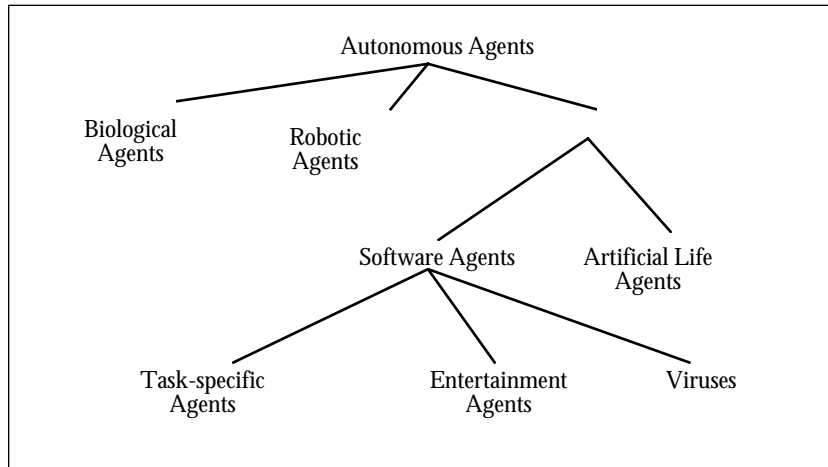 Autonomous Agents
Biological
Agents
Robotic
Agents
Software Agents
Artificial Life
Agents
Task-specific
Agents
Entertainment
Agents
Viruses